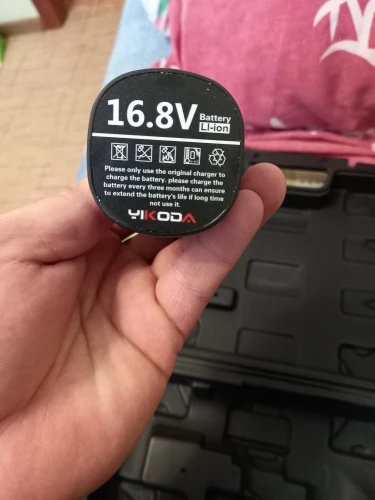 16.8V Battery Li-ion
Please only use the original charger to
charge the battery. please charge the
battery every three months can ensure
to extend the battery's life if long time
not use it.
YIKODA